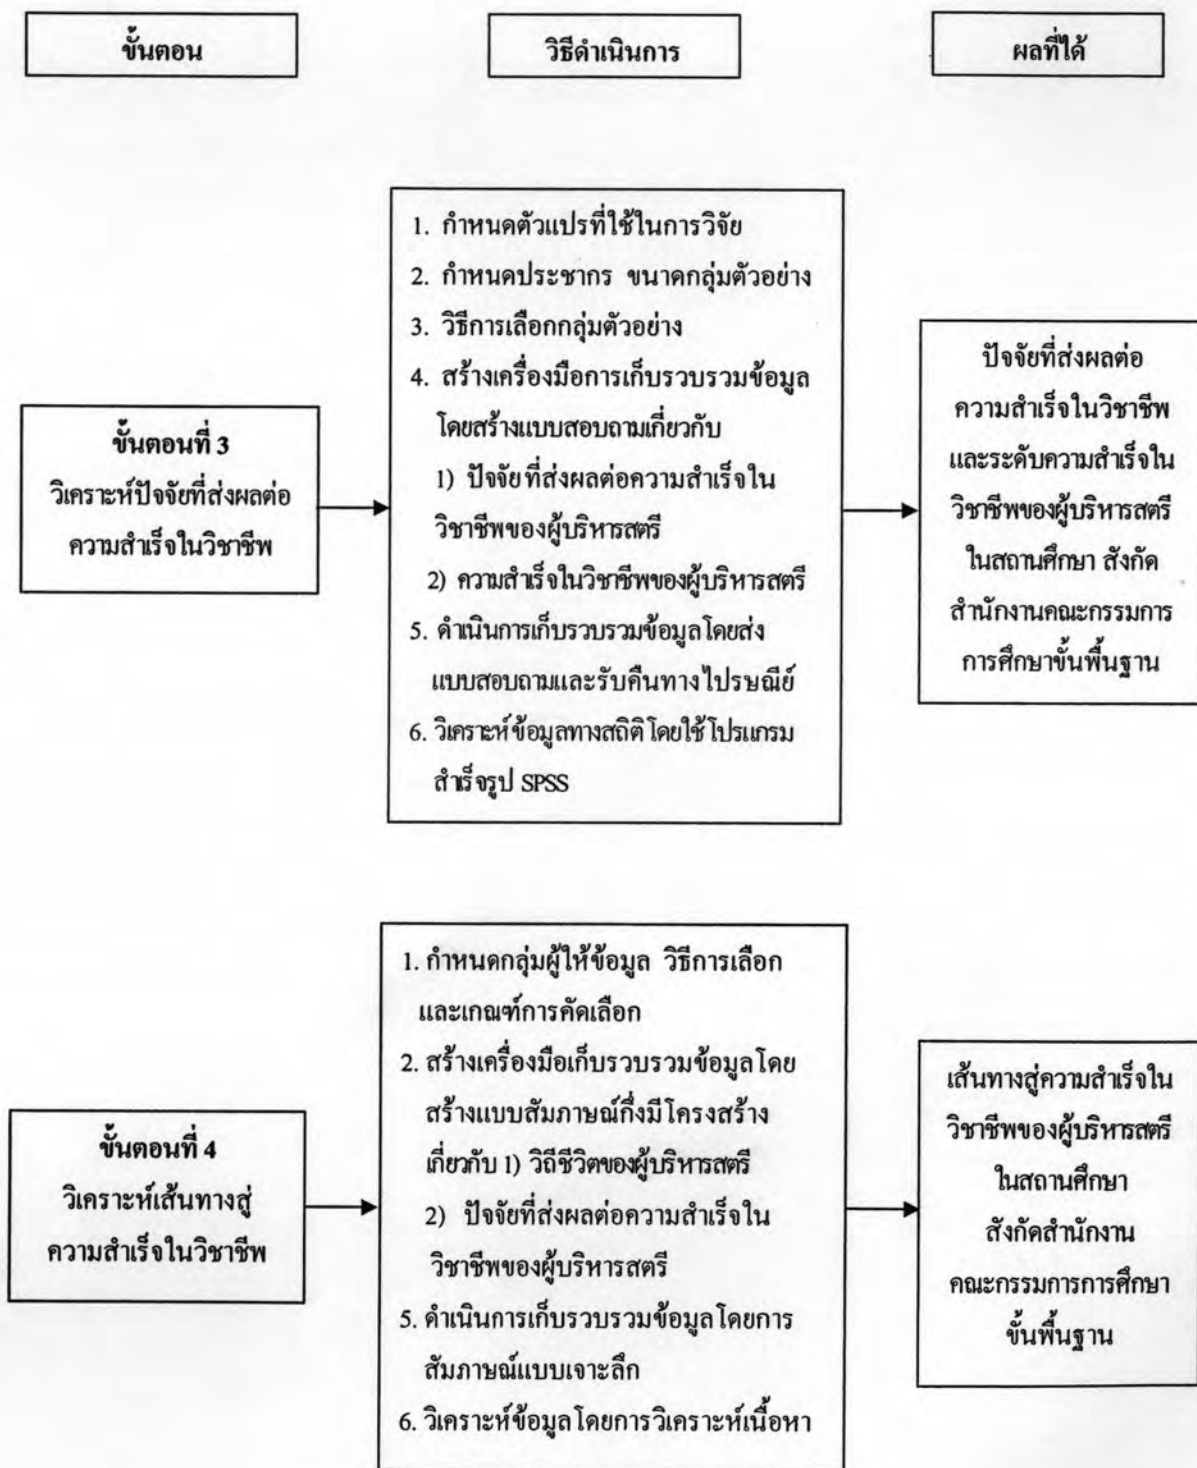 ขั้นตอน
วิธีดำเนินการ
ผลที่ได้
ขั้นตอนที่ 3
วิเคราะห์ปัจจัยที่ส่งผลต่อ
ความสำเร็จในวิชาชีพ
1. กำหนดตัวแปรที่ใช้ในการวิจัย
2. กำหนดประชากร ขนาดกลุ่มตัวอย่าง
3. วิธีการเลือกกลุ่มตัวอย่าง
4. สร้างเครื่องมือการเก็บรวบรวมข้อมูล
โดยสร้างแบบสอบถามเกี่ยวกับ
1) ปัจจัยที่ส่งผลต่อความสำเร็จใน
วิชาชีพของผู้บริหารสตรี
2) ความสำเร็จในวิชาชีพของผู้บริหารสตรี
5. ดำเนินการเก็บรวบรวมข้อมูลโดยส่ง
แบบสอบถามและรับคืนทางไปรษณีย์
6. วิเคราะห์ข้อมูลทางสถิติโดยใช้โปรแกรม
สำเร็จรูป SPSS
ปัจจัยที่ส่งผลต่อ
ความสำเร็จในวิชาชีพ
และระดับความสำเร็จใน
วิชาชีพของผู้บริหารสตรี
ในสถานศึกษา สังกัด
สำนักงานคณะกรรมการ
การศึกษาขั้นพื้นฐาน
ขั้นตอนที่ 4
วิเคราะห์เส้นทางสู่
ความสำเร็จในวิชาชีพ
1. กำหนดกลุ่มผู้ให้ข้อมูล วิธีการเลือก
และเกณฑ์การคัดเลือก
2. สร้างเครื่องมือเก็บรวบรวมข้อมูลโดย
สร้างแบบสัมภาษณ์กึ่งมีโครงสร้าง
เกี่ยวกับ 1) วิถีชีวิตของผู้บริหารสตรี
2) ปัจจัยที่ส่งผลต่อความสำเร็จใน
วิชาชีพของผู้บริหารสตรี
5. ดำเนินการเก็บรวบรวมข้อมูลโดยการ
สัมภาษณ์แบบเจาะลึก
6. วิเคราะห์ข้อมูลโดยการวิเคราะห์เนื้อหา
เส้นทางสู่ความสำเร็จใน
วิชาชีพของผู้บริหารสตรี
ในสถานศึกษา
สังกัดสำนักงาน
คณะกรรมการการศึกษา
ขั้นพื้นฐาน